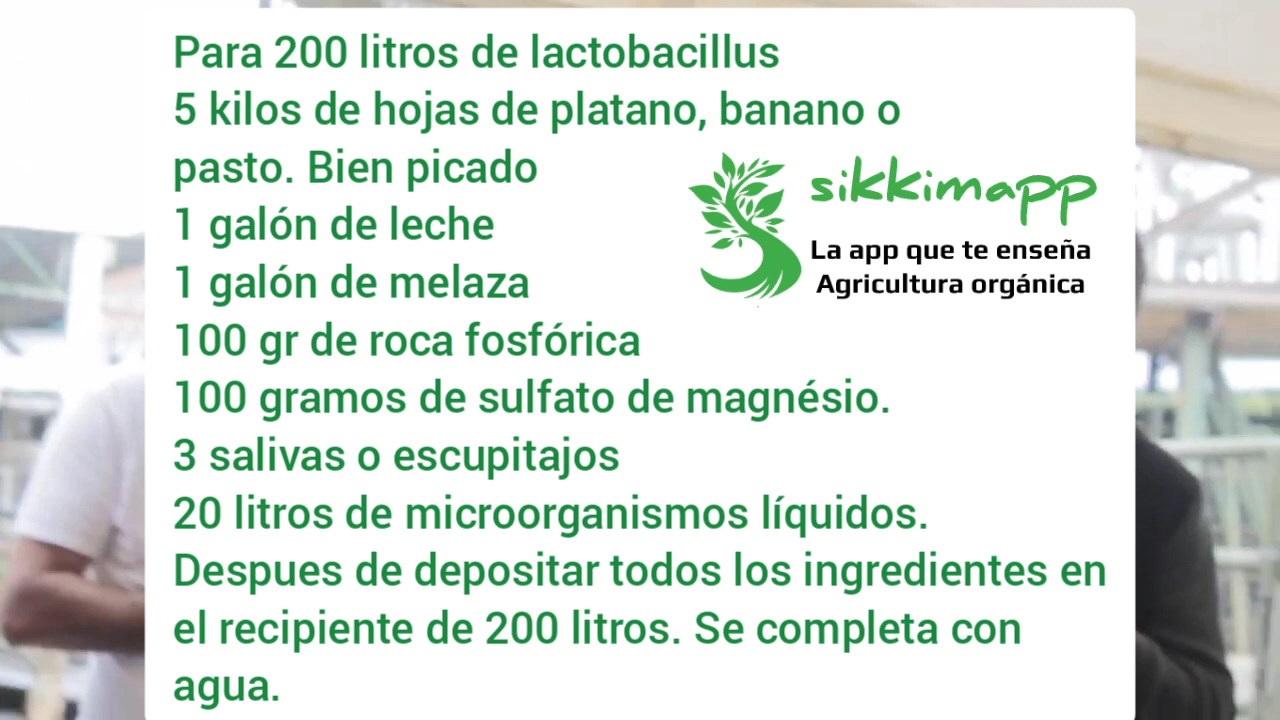 Para 200 litros de lactobacillus
5 kilos de hojas de platano, banano o
pasto. Bien picado
1 galón de leche
1 galón de melaza
100 gr de roca fosfórica
100 gramos de sulfato de magnésio.
3 salivas o escupitajos
20 litros de microorganismos líquidos.
Despues de depositar todos los ingredientes en
el recipiente de 200 litros. Se completa con
agua.
sikkimapp
La app que te enseña
Agricultura orgánica